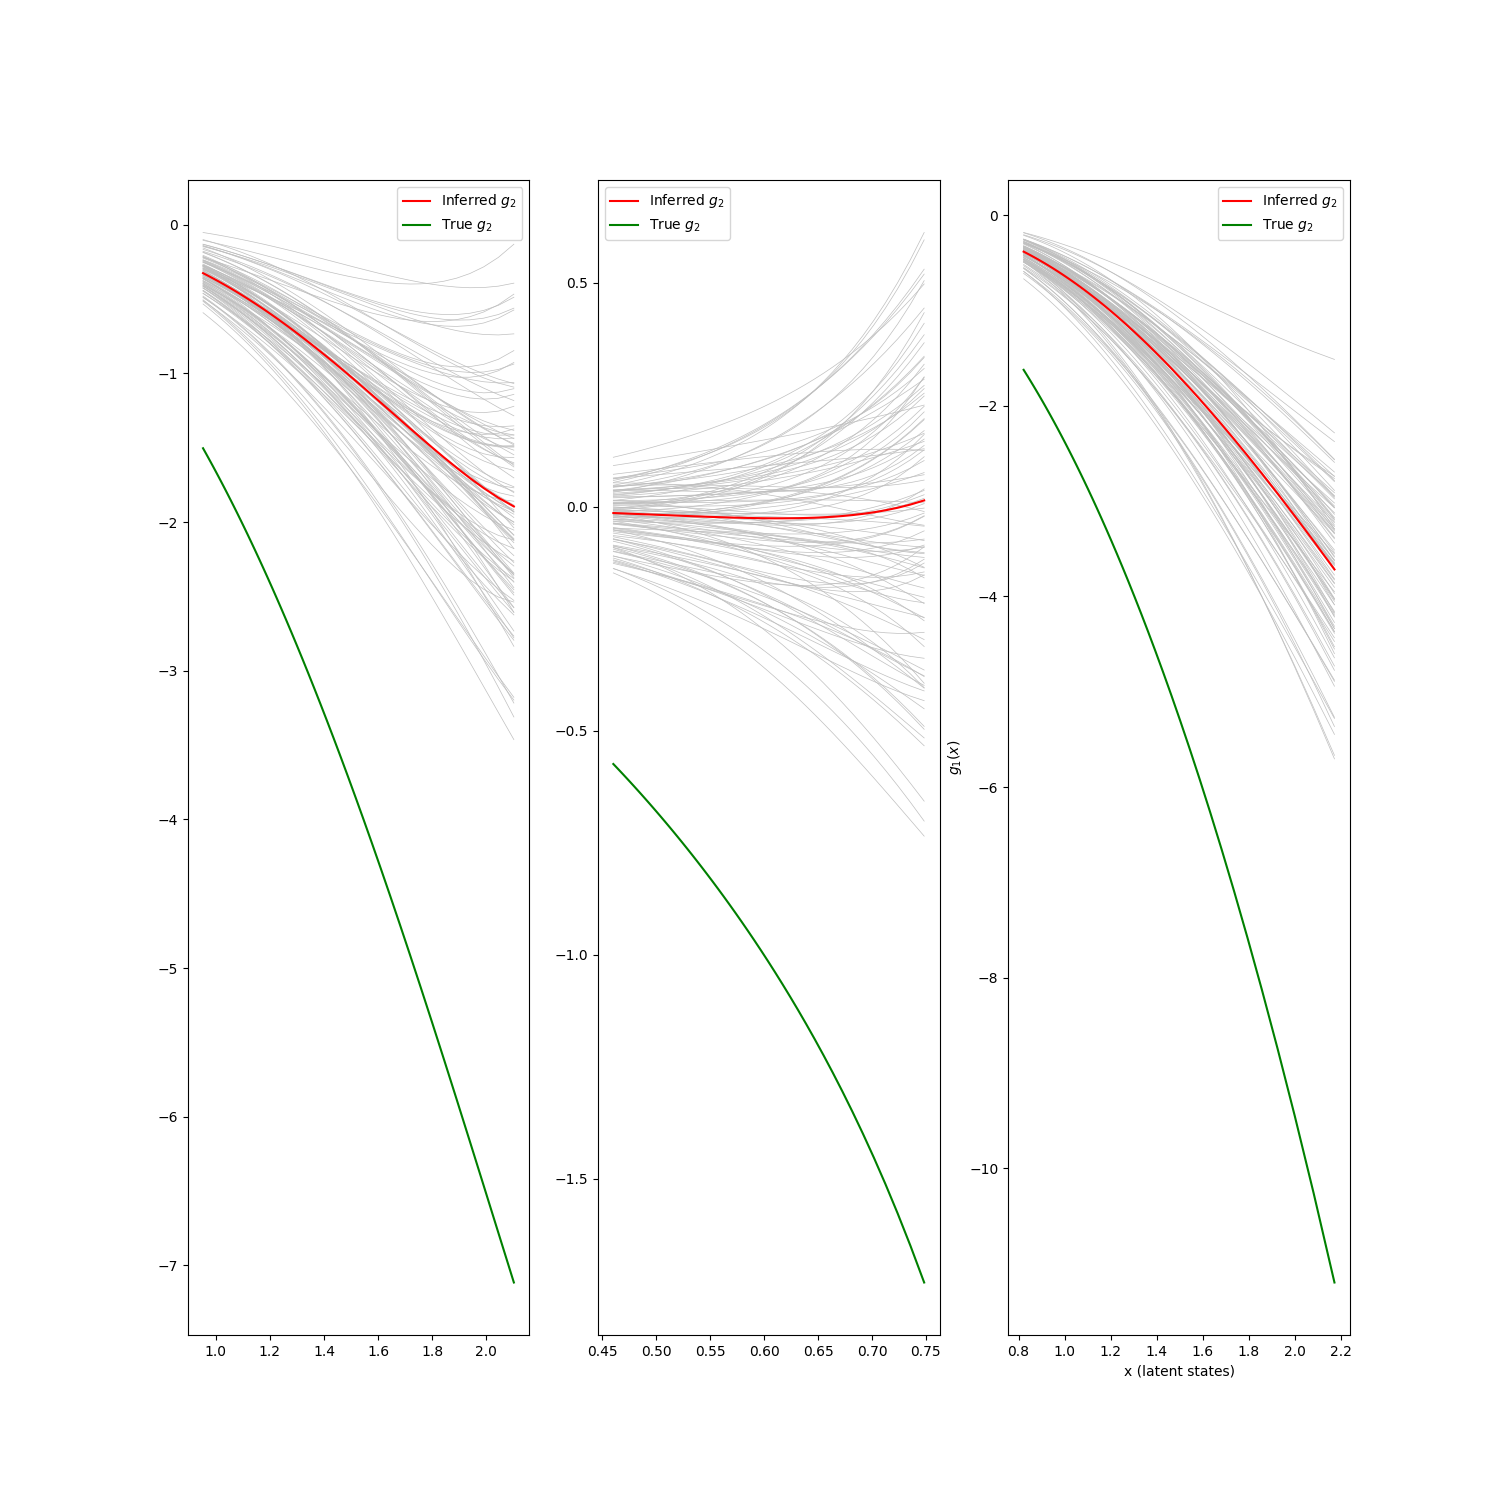 Inferred g₂
True g₂
0
−1
−2
−3
−4
−5
−6
−7
1.0 1.2 1.4 1.6 1.8 2.0
Inferred g₂
True g₂
0.5
0.0
−0.5
−1.0
−1.5
0.45 0.50 0.55 0.60 0.65 0.70 0.75
Inferred g₂
True g₂
g₁(x)
0
−2
−4
−6
−8
−10
0.8 1.0 1.2 1.4 1.6 1.8 2.0 2.2
x (latent states)